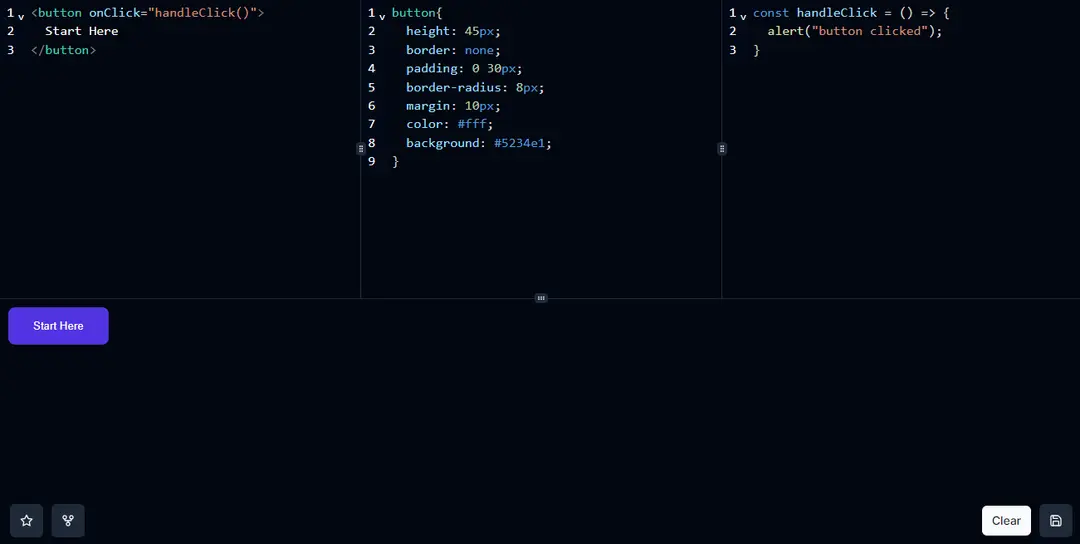 1 <button onClick="handleClick()">
2 Start Here
3 </button>
1 button{
2 height: 45px;
3 border: none;
4 padding: 0 30px;
5 border-radius: 8px;
6 margin: 10px;
7 color: #fff;
8 background: #5234e1;
9 }
1 const handleClick = () => {
2 alert("button clicked");
3 }
Start Here
Clear